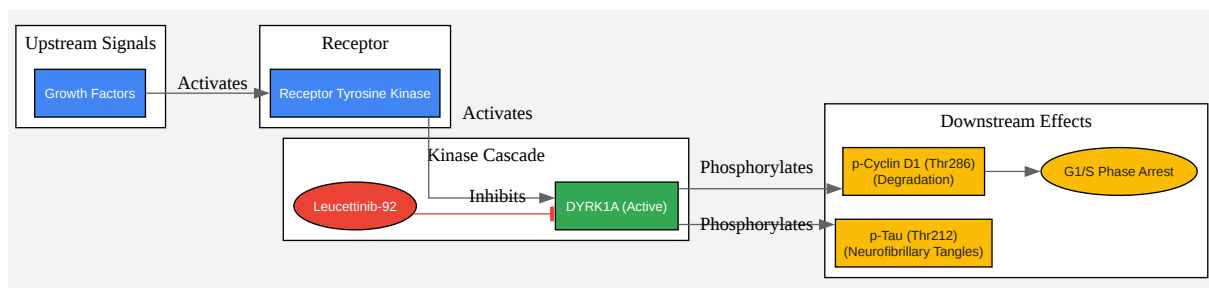 Upstream Signals
Growth Factors
Activates
Receptor
Receptor Tyrosine Kinase
Activates
Kinase Cascade
Leucettinib-92
Inhibits
DYRK1A (Active)
Phosphorylates
Phosphorylates
Downstream Effects
p-Cyclin D1 (Thr286)
(Degradation)
G1/S Phase Arrest
p-Tau (Thr212)
(Neurofibrillary Tangles)